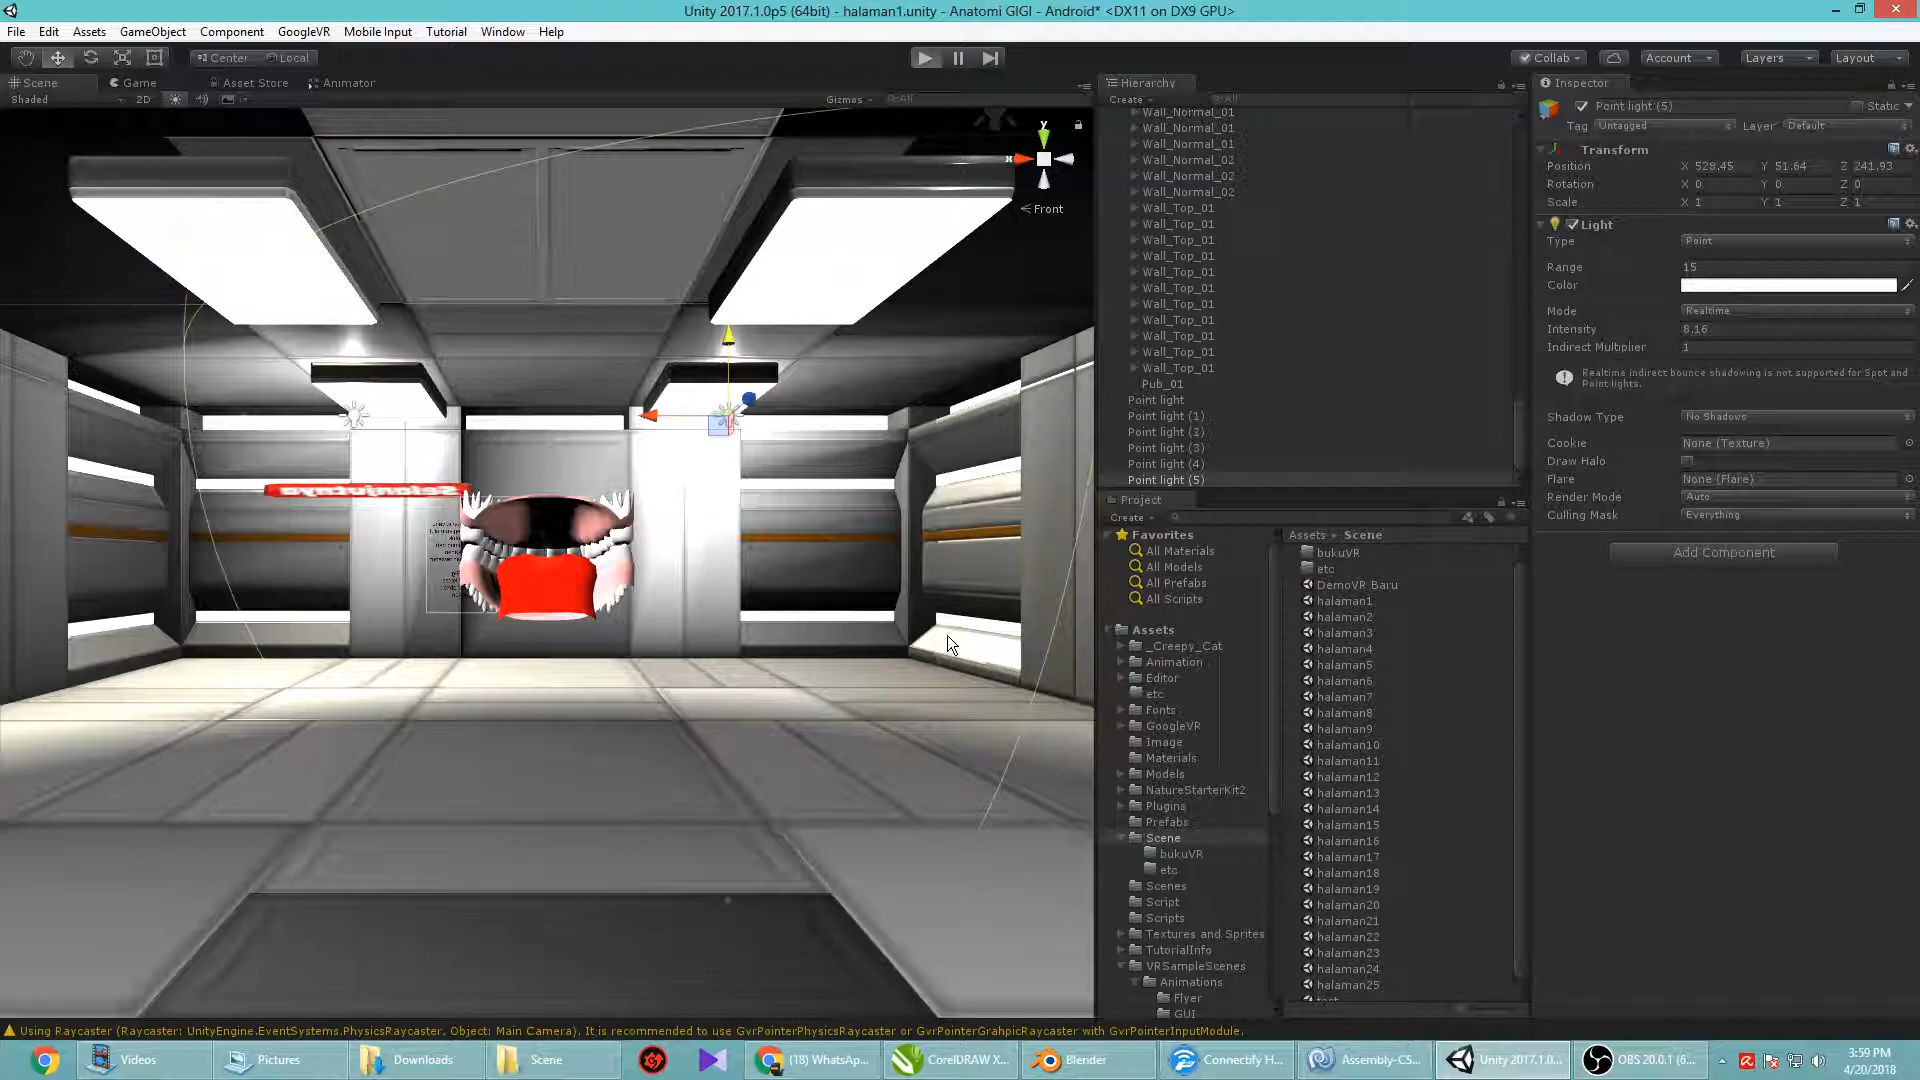 Unity 2017.1.0p5 (64bit) - halaman1.unity - Anatomi GIGI - Android* <DX11 on DX9 GPU>
File Edit Assets GameObject Component GoogleVR Mobile Input Tutorial Window Help
Center Local Collab Account Layers Layout
Scene Game Asset Store Animator
Shaded 2D Gizmos All
y
x
Front
Selanjutnya
Hierarchy
Create All
Wall_Normal_01
Wall_Normal_01
Wall_Normal_01
Wall_Normal_02
Wall_Normal_02
Wall_Normal_02
Wall_Top_01
Wall_Top_01
Wall_Top_01
Wall_Top_01
Wall_Top_01
Wall_Top_01
Wall_Top_01
Wall_Top_01
Wall_Top_01
Wall_Top_01
Wall_Top_01
Pub_01
Point light
Point light (1)
Point light (2)
Point light (3)
Point light (4)
Point light (5)
Project
Create
Favorites
All Materials
All Models
All Prefabs
All Scripts
Assets
_Creepy_Cat
Animation
Editor
etc
Fonts
GoogleVR
Image
Materials
Models
NatureStarterKit2
Plugins
Prefabs
Scene
bukuVR
etc
Scenes
Script
Scripts
Textures and Sprites
TutorialInfo
VRSampleScenes
Animations
Flyer
GUI
Assets Scene
bukuVR
etc
DemoVR Baru
halaman1
halaman2
halaman3
halaman4
halaman5
halaman6
halaman7
halaman8
halaman9
halaman10
halaman11
halaman12
halaman13
halaman14
halaman15
halaman16
halaman17
halaman18
halaman19
halaman20
halaman21
halaman22
halaman23
halaman24
halaman25
Inspector
Point light (5) Static
Tag Untagged Layer Default
Transform
Position X 528.45 Y 51.64 Z 241.93
Rotation X 0 Y 0 Z 0
Scale X 1 Y 1 Z 1
Light
Type Point
Range 15
Color
Mode Realtime
Intensity 8.16
Indirect Multiplier 1
Realtime indirect bounce shadowing is not supported for Spot and
Point lights.
Shadow Type No Shadows
Cookie None (Texture)
Draw Halo
Flare None (Flare)
Render Mode Auto
Culling Mask Everything
Add Component
Using Raycaster (Raycaster: UnityEngine.EventSystems.PhysicsRaycaster, Object: Main Camera). It is recommended to use GvrPointerPhysicsRaycaster or GvrPointerGrahpicRaycaster with GvrPointerInputModule.
Videos Pictures Downloads Scene (18) WhatsAp... CorelDRAW X... Blender Connectify H... Assembly-CS... Unity 2017.1.0... OBS 20.0.1 (6...
3:59 PM
4/20/2018